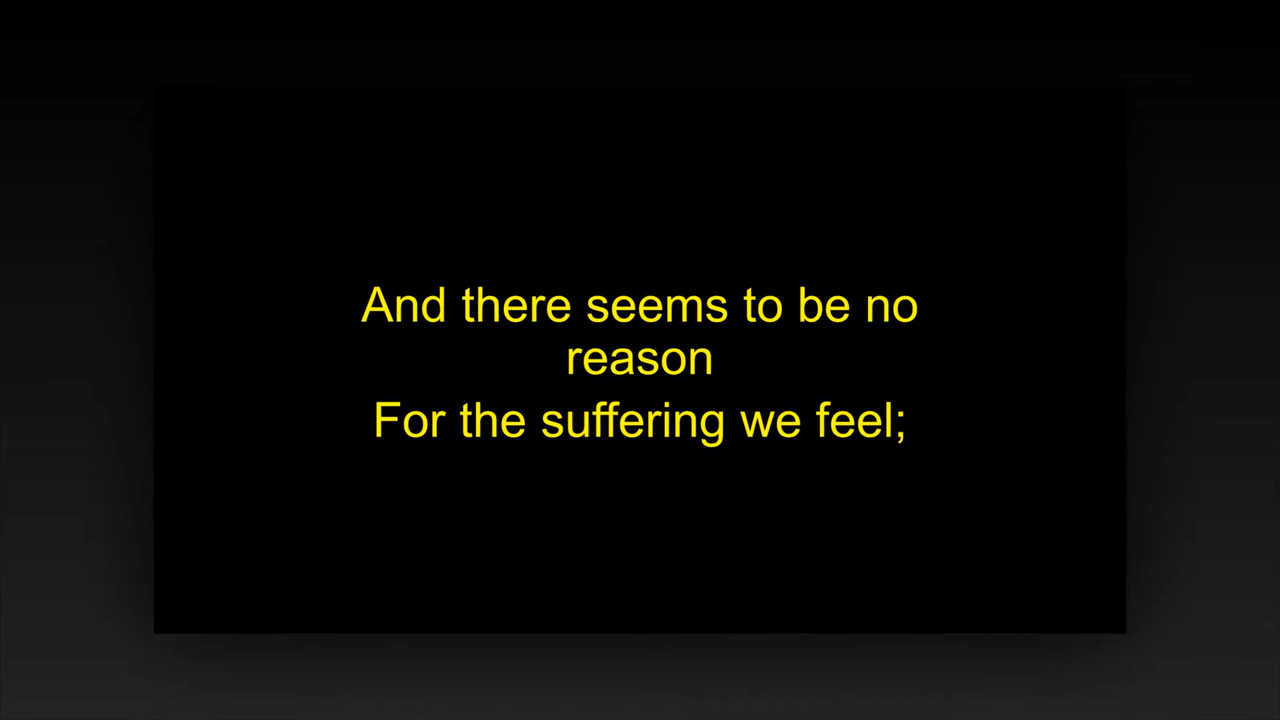 And there seems to be no
reason
For the suffering we feel;